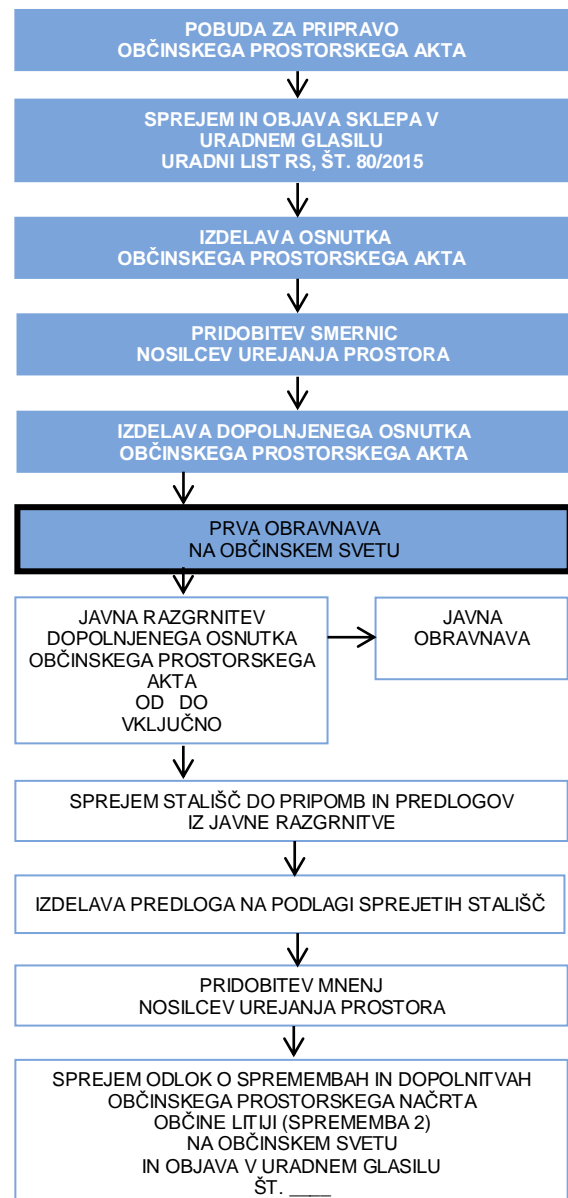 POBUDA ZA PRIPRAVO
OBČINSKEGA PROSTORSKEGA AKTA
SPREJEM IN OBJAVA SKLEPA V
URADNEM GLASILU
URADNI LIST RS, ŠT. 80/2015
IZDELAVA OSNUTKA
OBČINSKEGA PROSTORSKEGA AKTA
PRIDOBITEV SMERNIC
NOSILCEV UREJANJA PROSTORA
IZDELAVA DOPOLNJENEGA OSNUTKA
OBČINSKEGA PROSTORSKEGA AKTA
PRVA OBRAVNAVA
NA OBČINSKEM SVETU
JAVNA RAZGRNITEV
DOPOLNJENEGA OSNUTKA
OBČINSKEGA PROSTORSKEGA
AKTA
OD DO
VKLJUČNO
JAVNA
OBRAVNAVA
SPREJEM STALIŠČ DO PRIPOMB IN PREDLOGOV
IZ JAVNE RAZGRNITVE
IZDELAVA PREDLOGA NA PODLAGI SPREJETIH STALIŠČ
PRIDOBITEV MNENJ
NOSILCEV UREJANJA PROSTORA
SPREJEM ODLOK O SPREMEMBAH IN DOPOLNITVAH
OBČINSKEGA PROSTORSKEGA NAČRTA
OBČINE LITIJI (SPREMEMBA 2)
NA OBČINSKEM SVETU
IN OBJAVA V URADNEM GLASILU
ŠT. ____